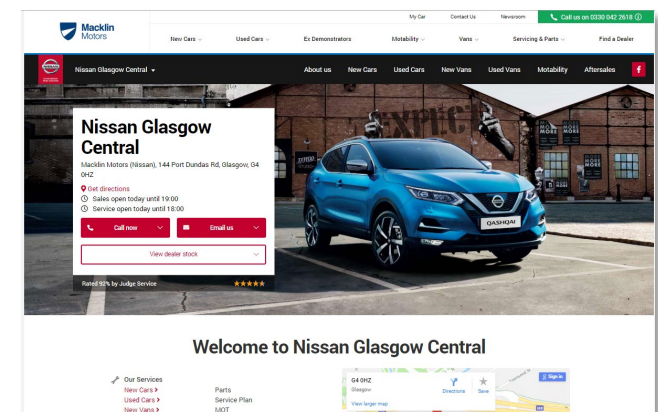 My Car Contact Us Newsroom Call us on 0330 042 2618
Macklin
Motors
New Cars Used Cars Ex Demonstrators Motability Vans Servicing & Parts Find a Dealer
Nissan Glasgow Central About us New Cars Used Cars New Vans Used Vans Motability Aftersales f
Nissan Glasgow
Central
Macklin Motors (Nissan), 144 Port Dundas Rd, Glasgow, G4
0HZ
Get directions
Sales open today until 19:00
Service open today until 18:00
Call now Email us
View dealer stock
Rated 92% by Judge Service
EXPECT
MORE MORE
MORE MORE
QASHQAI
Welcome to Nissan Glasgow Central
Our Services
New Cars >
Used Cars >
New Vans >
Parts
Service Plan
MOT
G4 0HZ
Glasgow
Directions Save
View larger map
Sign in